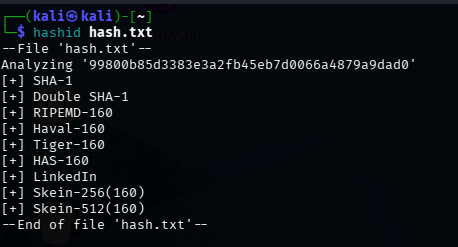 ┌──(kali㉿kali)-[~]
└─$ hashid hash.txt
--File 'hash.txt'--
Analyzing '99800b85d3383e3a2fb45eb7d0066a4879a9dad0'
[+] SHA-1
[+] Double SHA-1
[+] RIPEMD-160
[+] Haval-160
[+] Tiger-160
[+] HAS-160
[+] LinkedIn
[+] Skein-256(160)
[+] Skein-512(160)
--End of file 'hash.txt'--